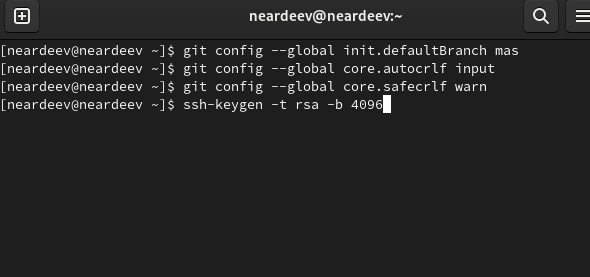 neardeev@neardeev:~
[neardeev@neardeev ~]$ git config --global init.defaultBranch mas
[neardeev@neardeev ~]$ git config --global core.autocrlf input
[neardeev@neardeev ~]$ git config --global core.safecrlf warn
[neardeev@neardeev ~]$ ssh-keygen -t rsa -b 4096